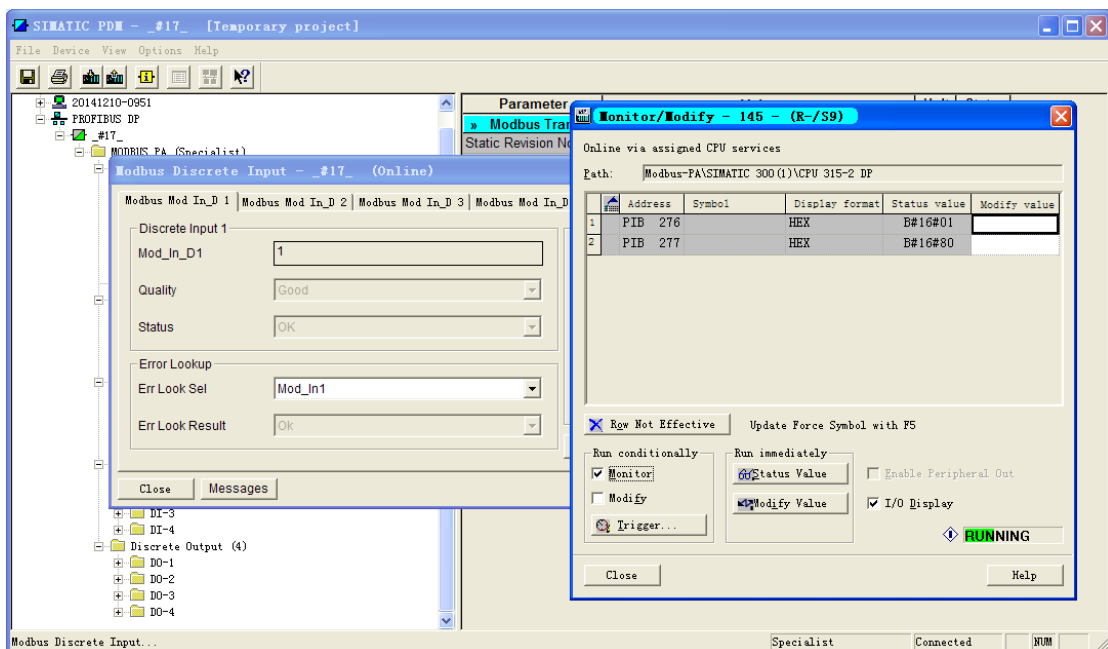 SIMATIC PDM - _#17_ [Temporary project]
File Device View Options Help
20141210-0951
PROFIBUS DP
_#17_
MODBUS PA (Specialist)
DI-3
DI-4
Discrete Output (4)
DO-1
DO-2
DO-3
DO-4
Parameter
» Modbus Tran
Static Revision No
Modbus Discrete Input - _#17_ (Online)
Modbus Mod In_D 1 Modbus Mod In_D 2 Modbus Mod In_D 3 Modbus Mod In_D
Discrete Input 1
Mod_In_D1 1
Quality Good
Status OK
Error Lookup
Err Look Sel Mod_In1
Err Look Result Ok
Close Messages
Monitor/Modify - 145 - (R-/S9)
Online via assigned CPU services
Path: Modbus-PA\SIMATIC 300(1)\CPU 315-2 DP
Address Symbol Display format Status value Modify value
1 PIB 276 HEX B#16#01
2 PIB 277 HEX B#16#80
Row Not Effective Update Force Symbol with F5
Run conditionally Run immediately
Monitor Status Value Enable Peripheral Out
Modify Modify Value I/O Display
Trigger...
RUNNING
Close Help
Modbus Discrete Input... Specialist Connected NUM